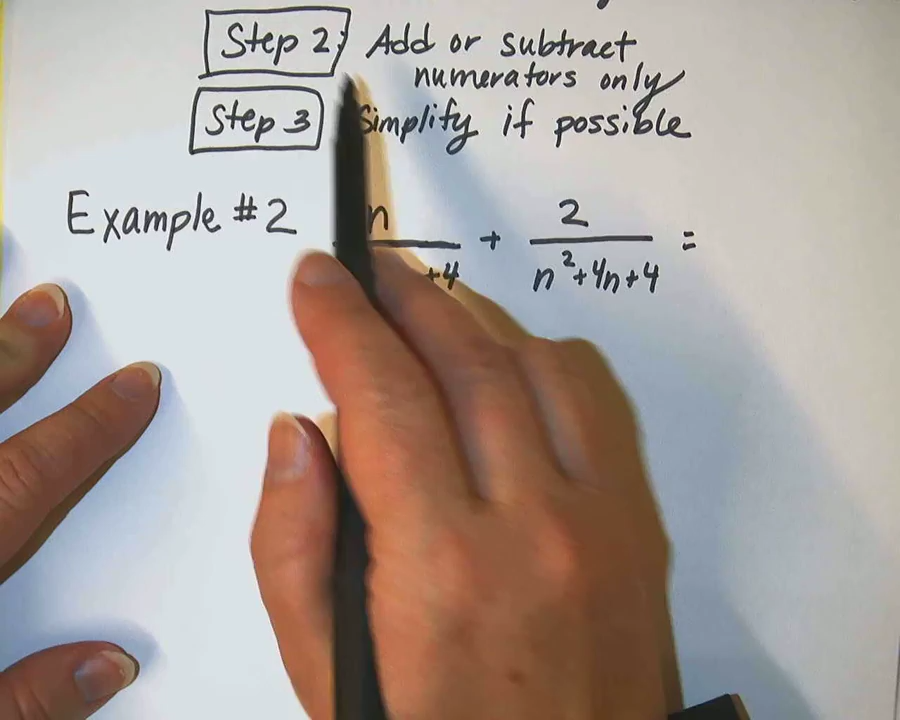 Step 2: Add or subtract
numerators only
Step 3 Simplify if possible
Example #2 n/+4 + 2/n²+4n+4 =